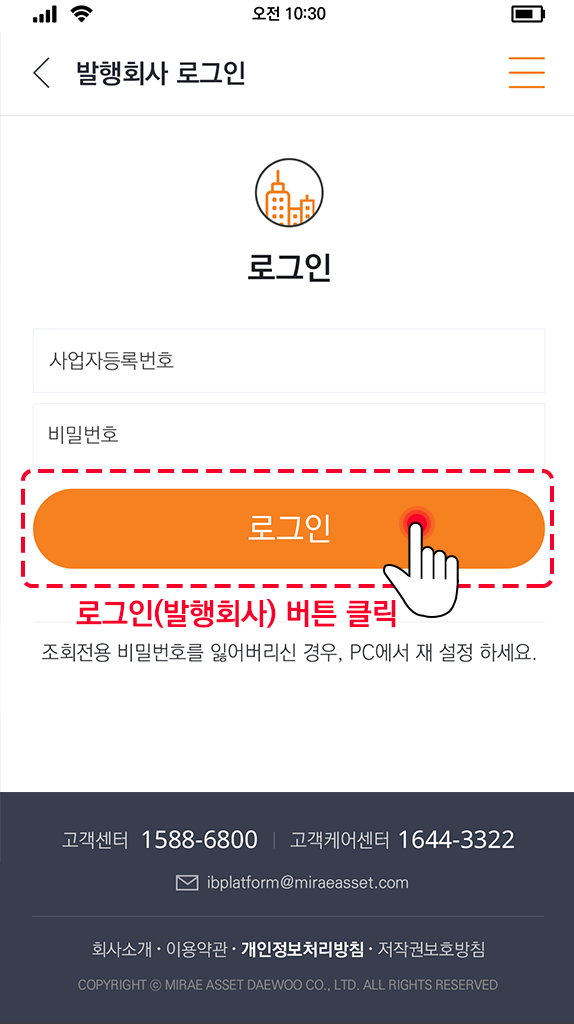 오전 10:30
발행회사 로그인
로그인
사업자등록번호
비밀번호
로그인
로그인(발행회사) 버튼 클릭
조회전용 비밀번호를 잃어버리신 경우, PC에서 재 설정 하세요.
고객센터 1588-6800 | 고객케어센터 1644-3322
ibplatform@miraeasset.com
회사소개 · 이용약관 · 개인정보처리방침 · 저작권보호방침
COPYRIGHT ⓒ MIRAE ASSET DAEWOO CO., LTD. ALL RIGHTS RESERVED